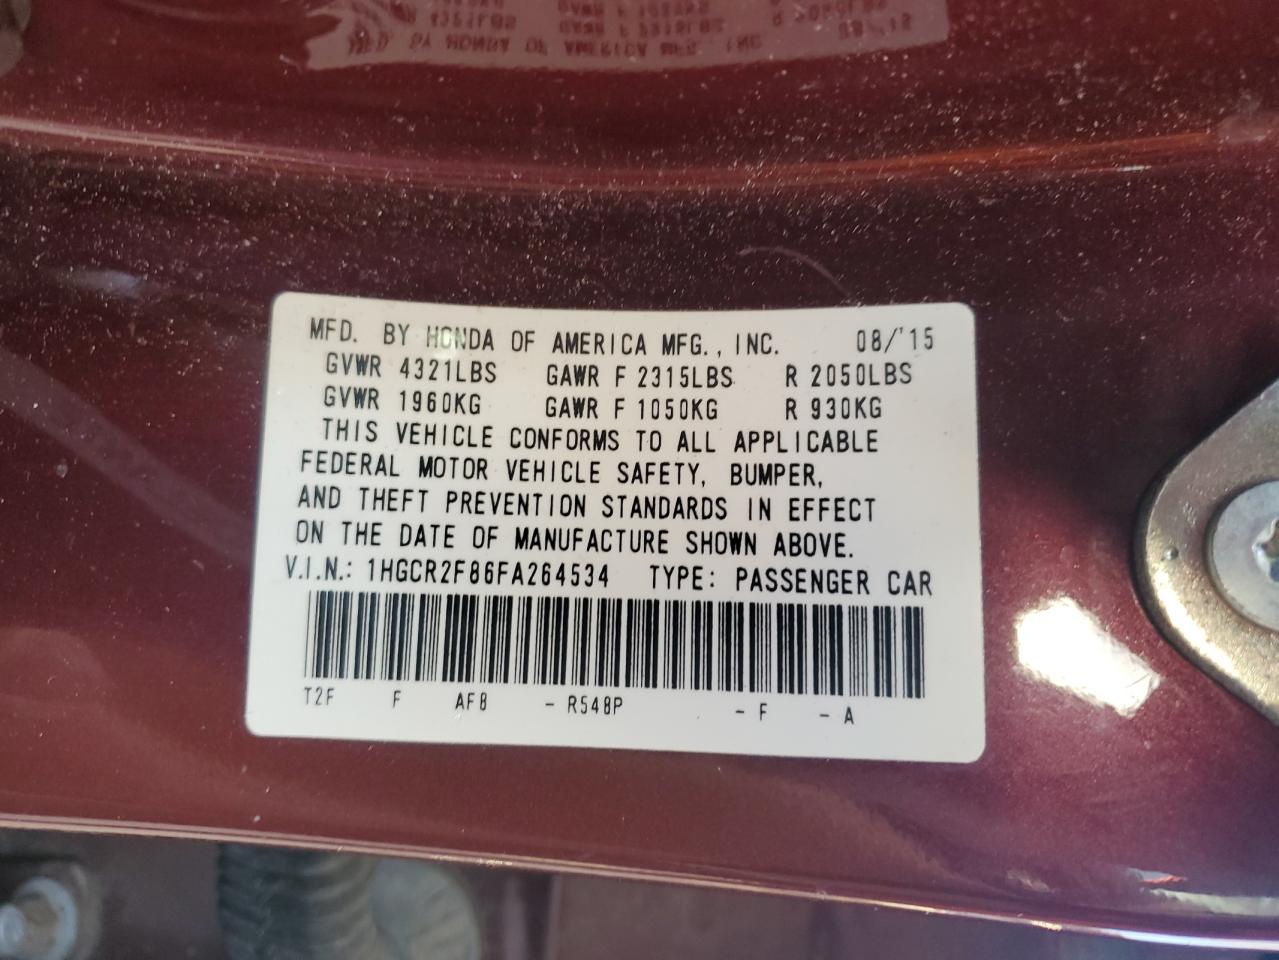 MFD. BY HONDA OF AMERICA MFG., INC. 08/'15
GVWR 4321LBS GAWR F 2315LBS R 2050LBS
GVWR 1960KG GAWR F 1050KG R 930KG
THIS VEHICLE CONFORMS TO ALL APPLICABLE
FEDERAL MOTOR VEHICLE SAFETY, BUMPER,
AND THEFT PREVENTION STANDARDS IN EFFECT
ON THE DATE OF MANUFACTURE SHOWN ABOVE.
V.I.N.: 1HGCR2F86FA264534 TYPE: PASSENGER CAR
T2F F AF8 - R548P - F - A